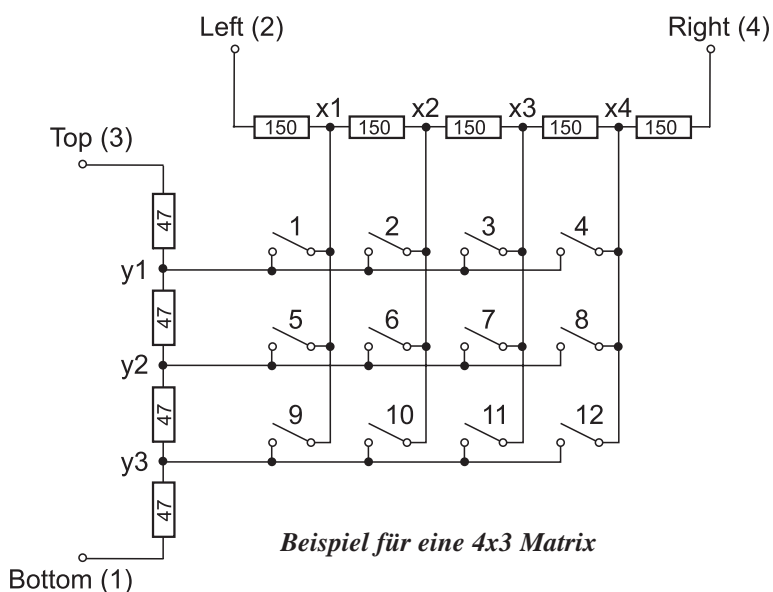 Left (2) Right (4)
x1 x2 x3 x4
150 150 150 150 150
Top (3)
47
1 2 3 4
y1
47
5 6 7 8
y2
47
9 10 11 12
y3
47
Beispiel für eine 4x3 Matrix
Bottom (1)